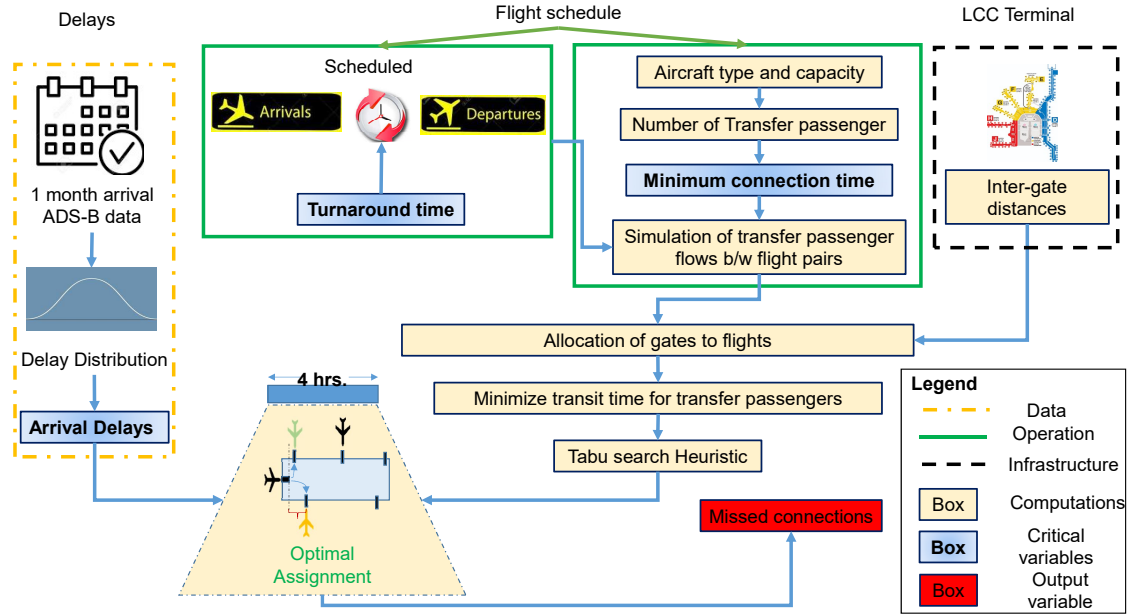 Delays
Flight schedule
LCC Terminal
1 month arrival
ADS-B data
Delay Distribution
Arrival Delays
Scheduled
Arrivals
Departures
Turnaround time
Aircraft type and capacity
Number of Transfer passenger
Minimum connection time
Simulation of transfer passenger
flows b/w flight pairs
Inter-gate
distances
Allocation of gates to flights
Minimize transit time for transfer passengers
Tabu search Heuristic
4 hrs.
Optimal
Assignment
Missed connections
Legend
Data
Operation
Infrastructure
Box
Computations
Box
Critical
variables
Box
Output
variable